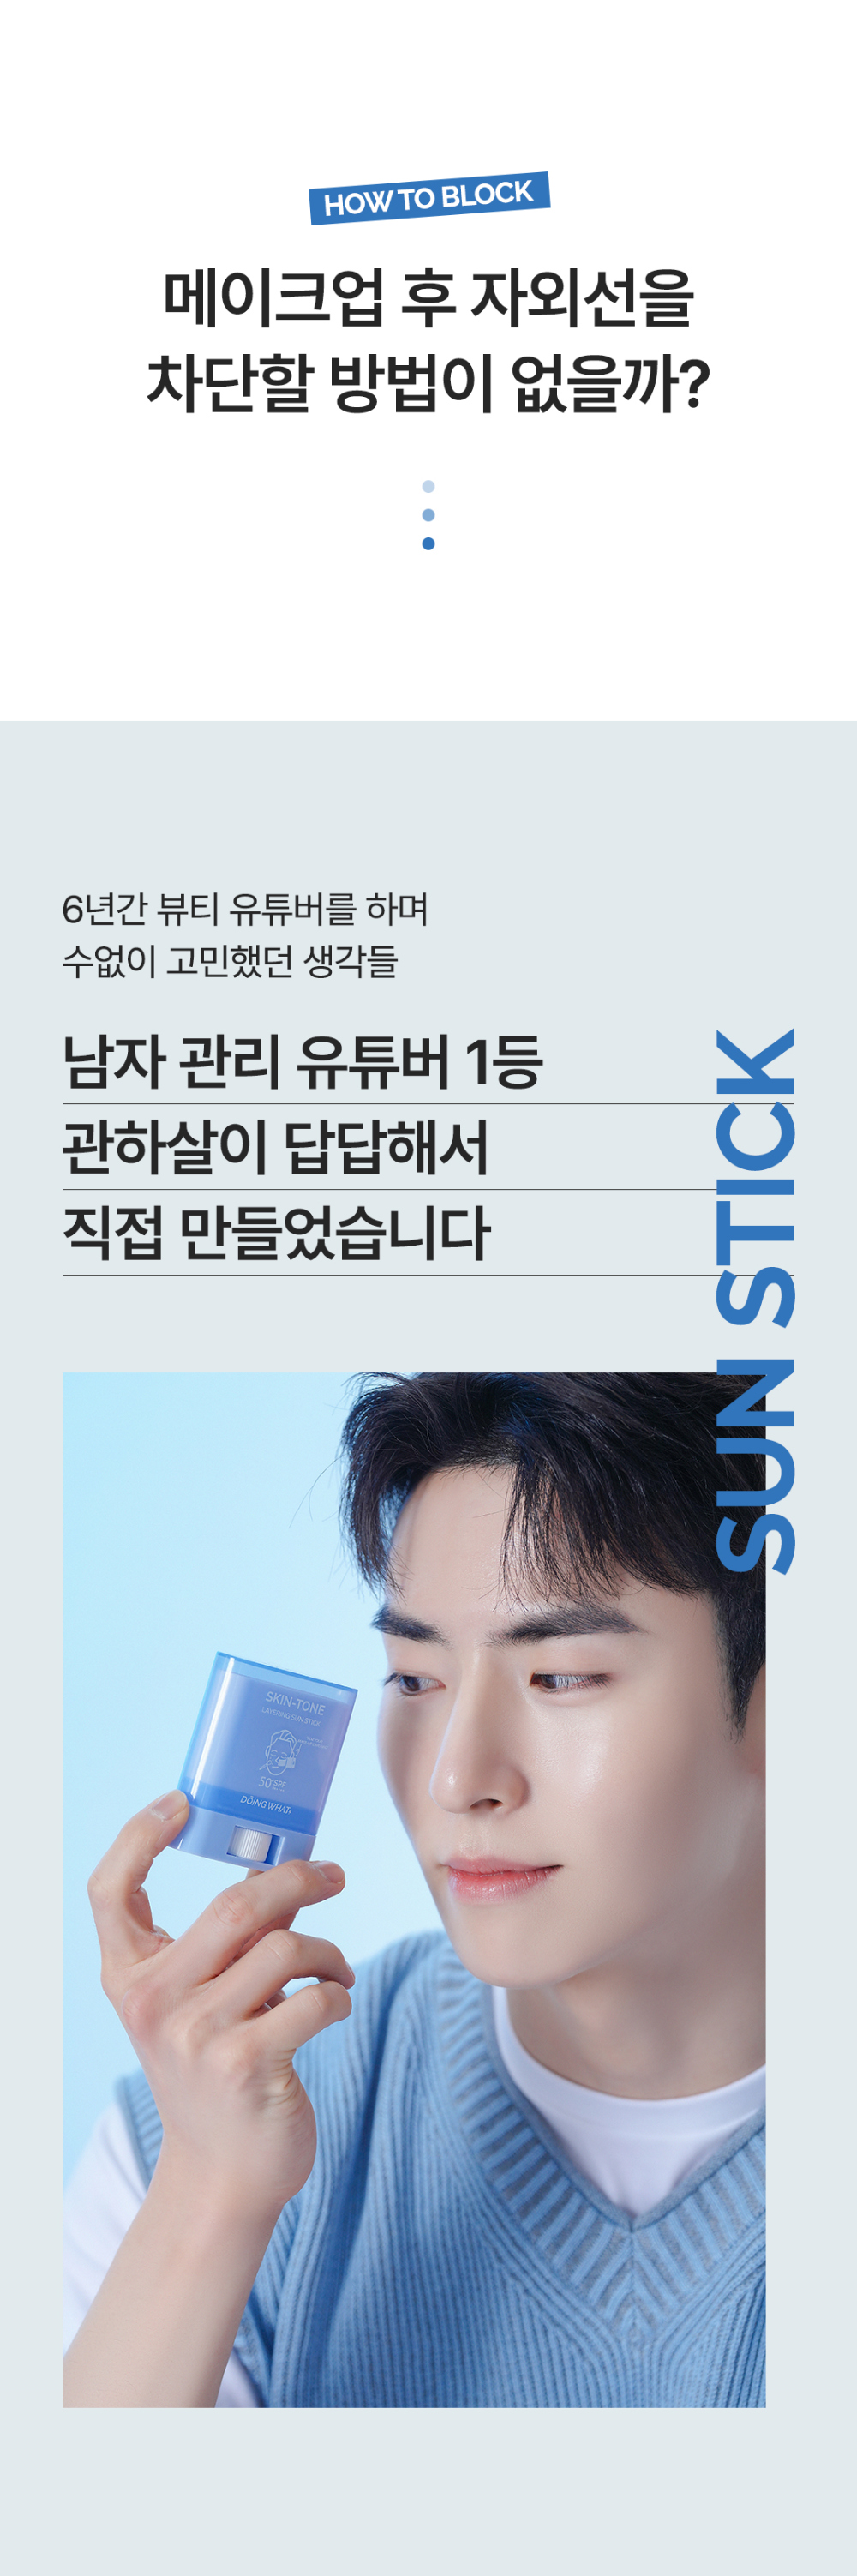 HOW TO BLOCK
메이크업 후 자외선을
차단할 방법이 없을까?
6년간 뷰티 유튜버를 하며
수없이 고민했던 생각들
남자 관리 유튜버 1등
관하살이 답답해서
직접 만들었습니다
SUN STICK
SKIN-TONE
LAYERING SUN STICK
50+ SPF
DOING WHAT